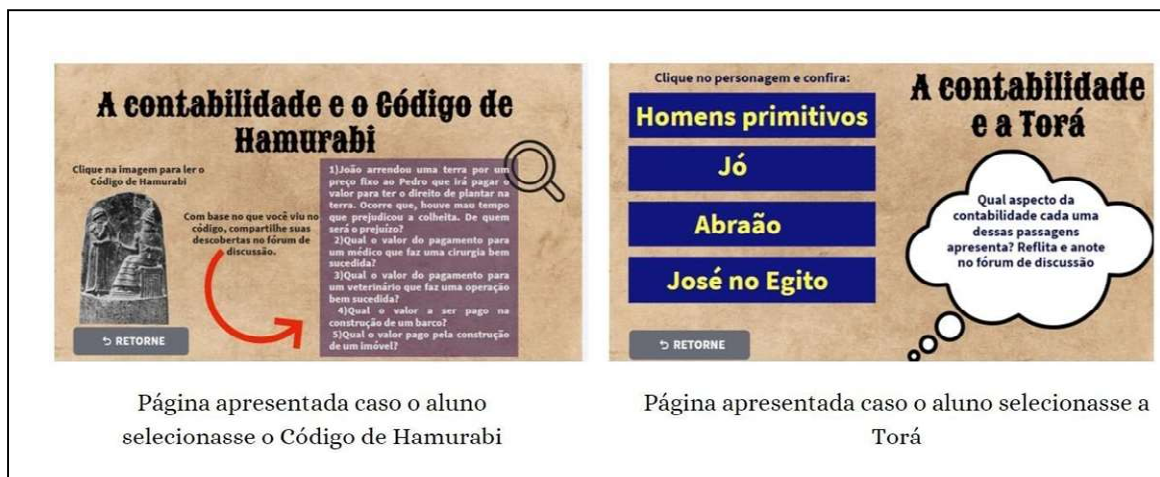 A contabilidade e o Código de
Hamurabi
Clique na imagem para ler o
Código de Hamurabi
Com base no que você viu no
código, compartilhe suas
descobertas no fórum de
discussão.
1)João arrendou uma terra por um
preço fixo ao Pedro que irá pagar o
valor para ter o direito de plantar na
terra. Ocorre que, houve mau tempo
que prejudicou a colheita. De quem
será o prejuízo?
2)Qual o valor do pagamento para
um médico que faz uma cirurgia bem
sucedida?
3)Qual o valor do pagamento para
um veterinário que faz uma operação
bem sucedida?
4)Qual o valor a ser pago na
construção de um barco?
5)Qual o valor pago pela construção
de um imóvel?
RETORNE
Página apresentada caso o aluno
selecionasse o Código de Hamurabi
Clique no personagem e confira:
Homens primitivos
Jó
Abraão
José no Egito
RETORNE
A contabilidade
e a Torá
Qual aspecto da
contabilidade cada uma
dessas passagens
apresenta? Reflita e anote
no fórum de discussão
Página apresentada caso o aluno selecionasse a
Torá